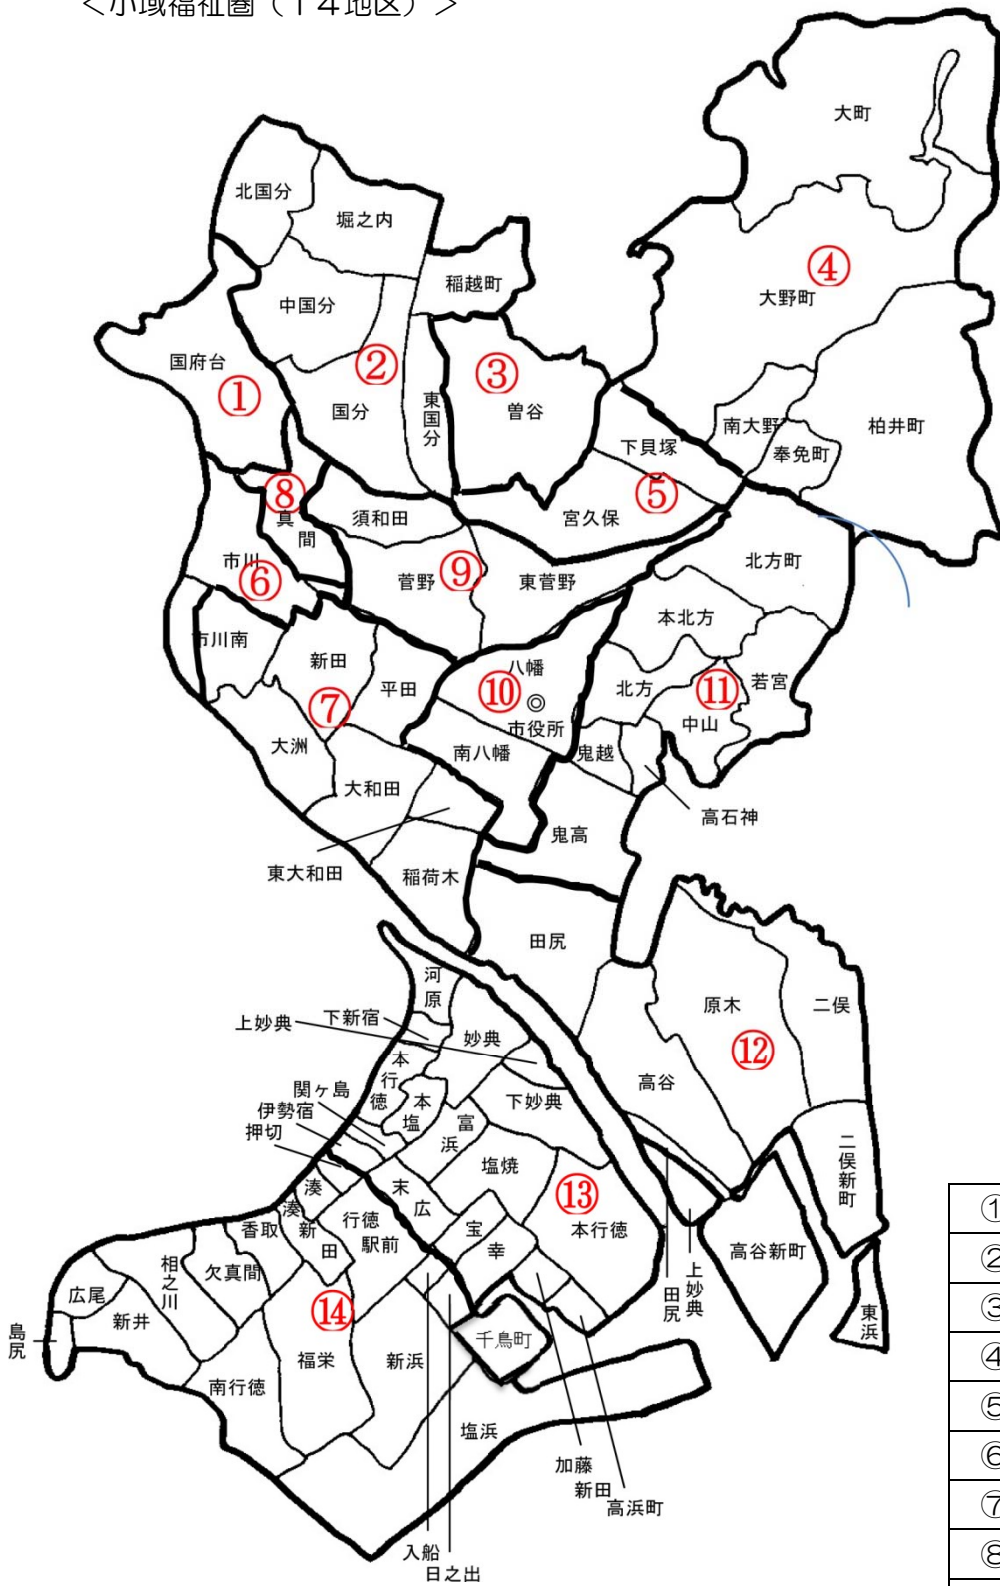 ＜小域福祉圏（１４地区）＞
大町
北国分
堀之内
④
大野町
稲越町
中国分
国府台
①
②
国分
東国分
③
曽谷
南大野
柏井町
奉免町
下貝塚
⑤
宮久保
⑧
真間
須和田
市川
⑥
菅野
⑨
東菅野
北方町
本北方
市川南
新田
⑦
平田
八幡
⑩
◎
市役所
北方
⑪
若宮
中山
大洲
南八幡
鬼越
大和田
高石神
鬼高
東大和田
稲荷木
田尻
河原
原木
二俣
上妙典
下新宿
妙典
⑫
本行徳
高谷
関ヶ島
本塩
下妙典
伊勢宿
富浜
押切
塩焼
二俣新町
湊
末広
⑬
湊新田
本行徳
香取
行徳駅前
宝
幸
高谷新町
相之川
欠真間
田尻
上妙典
広尾
新井
⑭
東浜
島尻
千鳥町
福栄
新浜
南行徳
塩浜
加藤新田
高浜町
入船
日之出
①
②
③
④
⑤
⑥
⑦
⑧